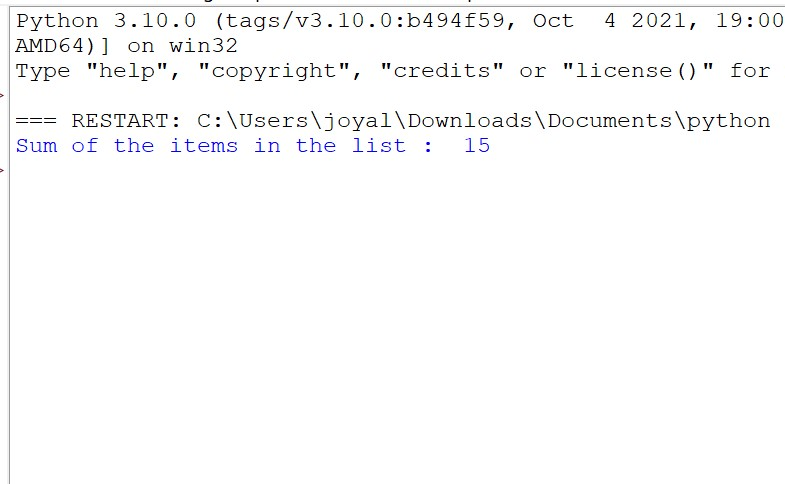 Python 3.10.0 (tags/v3.10.0:b494f59, Oct  4 2021, 19:00
AMD64)] on win32
Type "help", "copyright", "credits" or "license()" for
=== RESTART: C:\Users\joyal\Downloads\Documents\python
Sum of the items in the list :  15